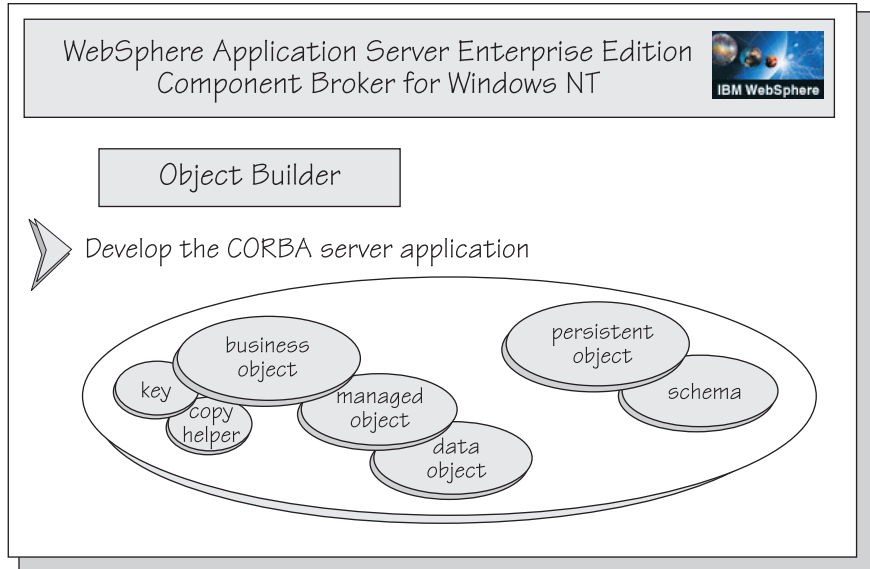 WebSphere Application Server Enterprise Edition
Component Broker for Windows NT
IBM WebSphere
Object Builder
Develop the CORBA server application
business
object
persistent
object
key
copy
helper
managed
object
schema
data
object